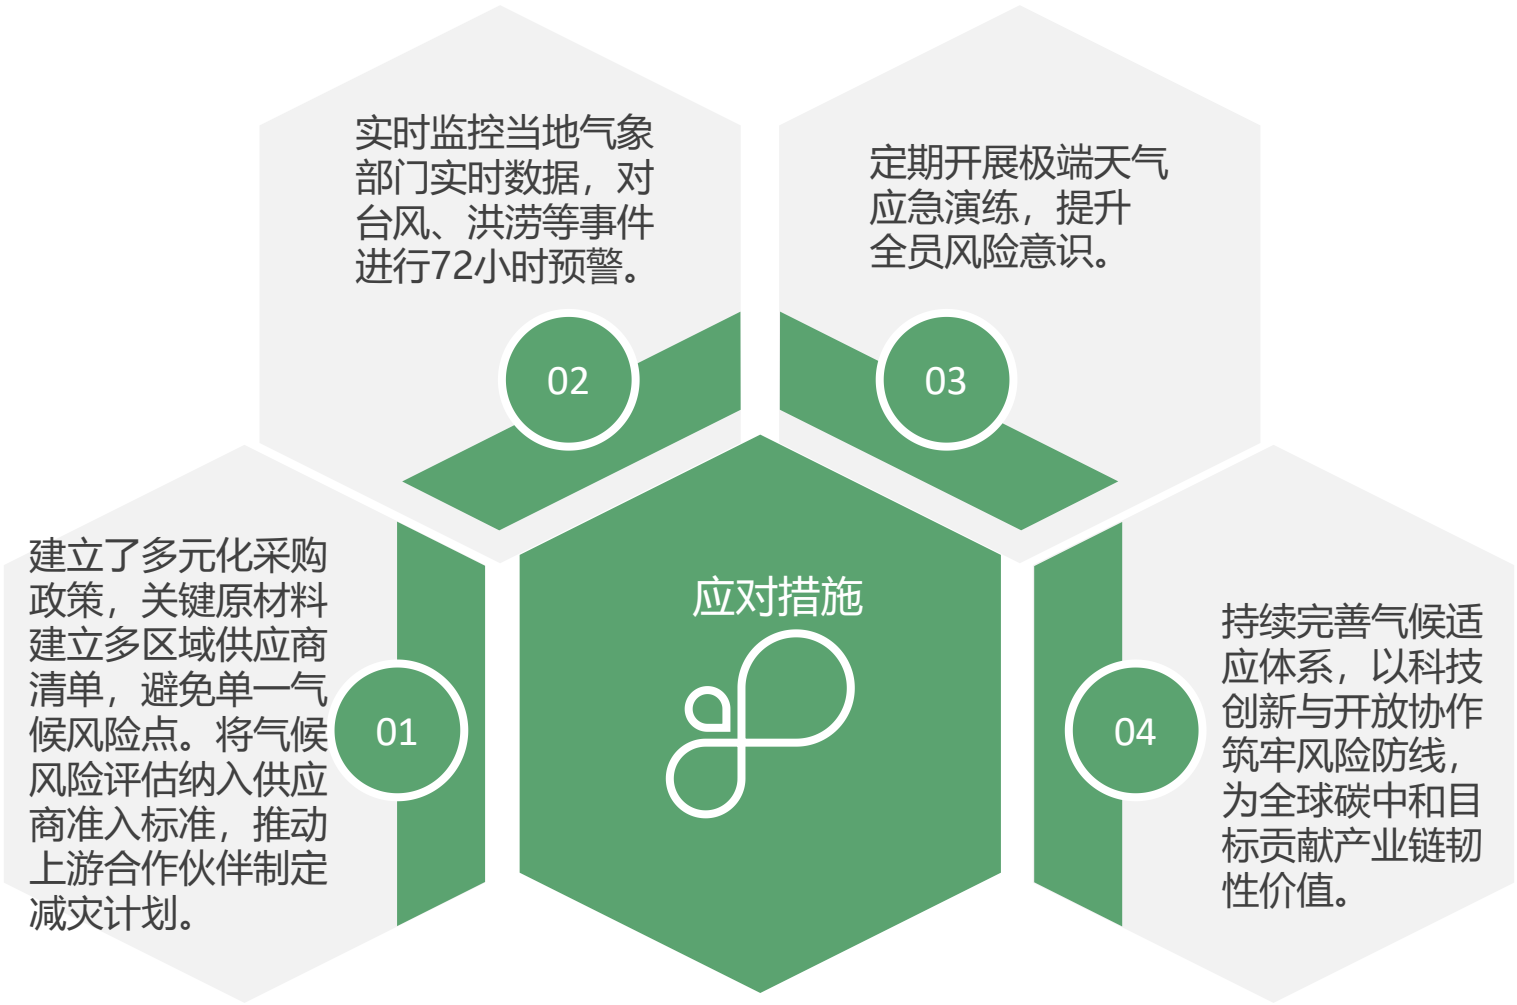 应对措施
01
建立了多元化采购
政策，关键原材料
建立多区域供应商
清单，避免单一气
候风险点。将气候
风险评估纳入供应
商准入标准，推动
上游合作伙伴制定
减灾计划。
02
实时监控当地气象
部门实时数据，对
台风、洪涝等事件
进行72小时预警。
03
定期开展极端天气
应急演练，提升
全员风险意识。
04
持续完善气候适
应体系，以科技
创新与开放协作
筑牢风险防线，
为全球碳中和目
标贡献产业链韧
性价值。